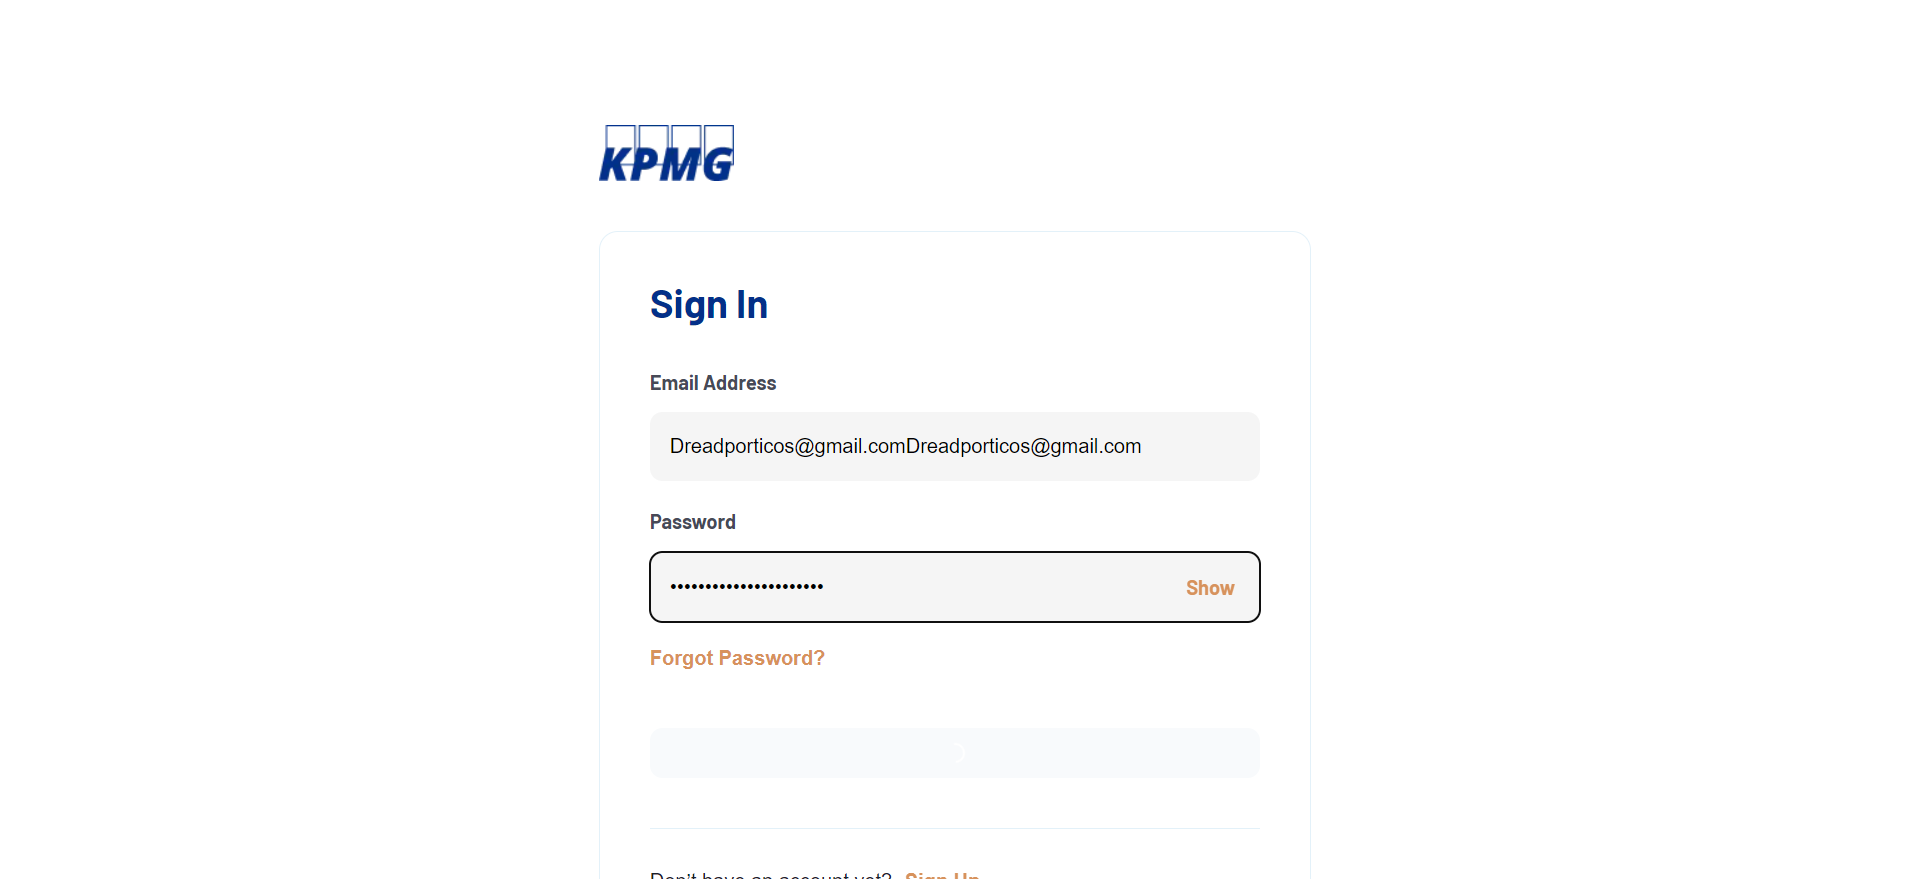 KPMG
Sign In
Email Address
Dreadporticos@gmail.comDreadporticos@gmail.com
Password
••••••••••••••••••••••
Show
Forgot Password?
Don't have an account yet? Sign Up